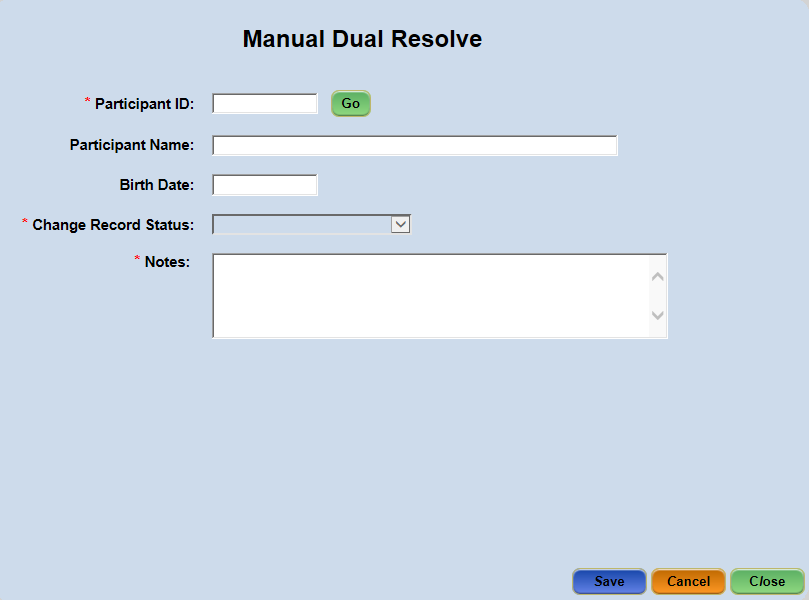 Manual Dual Resolve
* Participant ID: Go
Participant Name:
Birth Date:
* Change Record Status:
* Notes:
Save Cancel Close